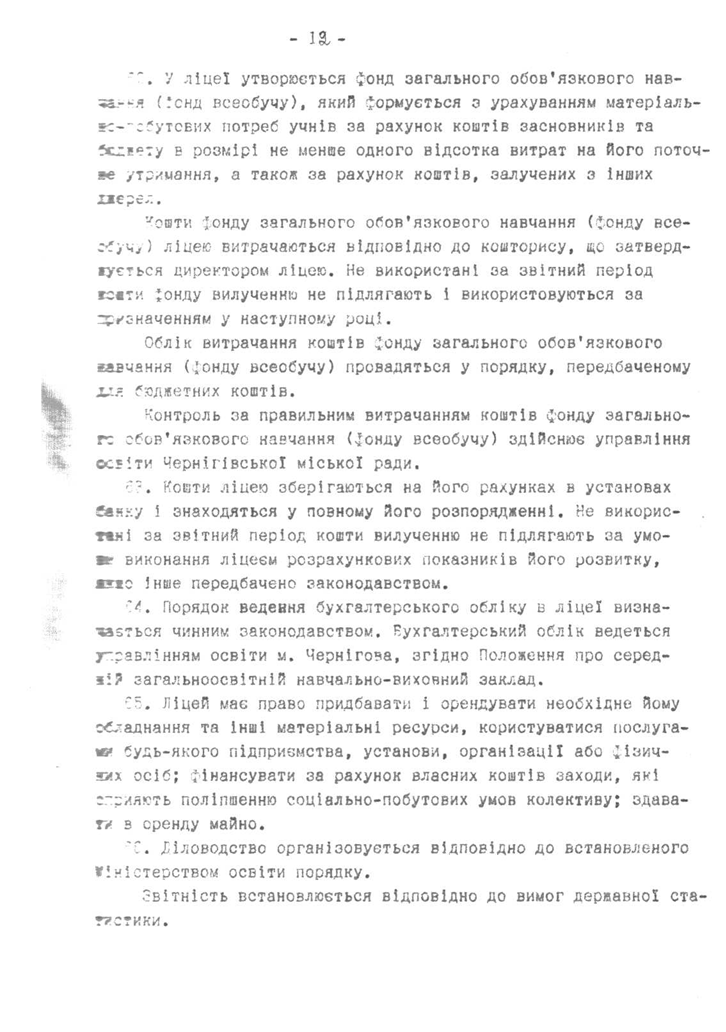 - 12 -
У ліцеї утворюється фонд загального обов'язкового нав-
чання (фонд всеобучу), який формується з урахуванням матеріаль-
но-побутових потреб учнів за рахунок коштів засновників та
бюджету в розмірі не менше одного відсотка витрат на його поточ-
не утримання, а також за рахунок коштів, залучених з інших
джерел.
Кошти фонду загального обов'язкового навчання (фонду все-
обучу) ліцею витрачаються відповідно до кошторису, що затверд-
жується директором ліцею. Не використані за звітний період
кошти фонду вилученню не підлягають і використовуються за
призначенням у наступному році.
Облік витрачання коштів фонду загального обов'язкового
навчання (фонду всеобучу) провадяться у порядку, передбаченому
для бюджетних коштів.
Контроль за правильним витрачанням коштів фонду загально-
го обов'язкового навчання (фонду всеобучу) здійснює управління
освіти Чернігівської міської ради.
63. Кошти ліцею зберігаються на його рахунках в установах
банку і знаходяться у повному його розпорядженні. Не викорис-
тані за звітний період кошти вилученню не підлягають за умо-
ви виконання ліцеєм розрахункових показників його розвитку,
якщо інше передбачено законодавством.
64. Порядок ведення бухгалтерського обліку в ліцеї визна-
чається чинним законодавством. Бухгалтерський облік ведеться
управлінням освіти м. Чернігова, згідно Положення про серед-
ній загальноосвітній навчально-виховний заклад.
65. Ліцей має право придбавати і орендувати необхідне йому
обладнання та інші матеріальні ресурси, користуватися послуга-
ми будь-якого підприємства, установи, організації або фізич-
них осіб; фінансувати за рахунок власних коштів заходи, які
сприяють поліпшенню соціально-побутових умов колективу; здава-
ти в оренду майно.
66. Діловодство організовується відповідно до встановленого
Міністерством освіти порядку.
Звітність встановлюється відповідно до вимог державної ста-
тистики.